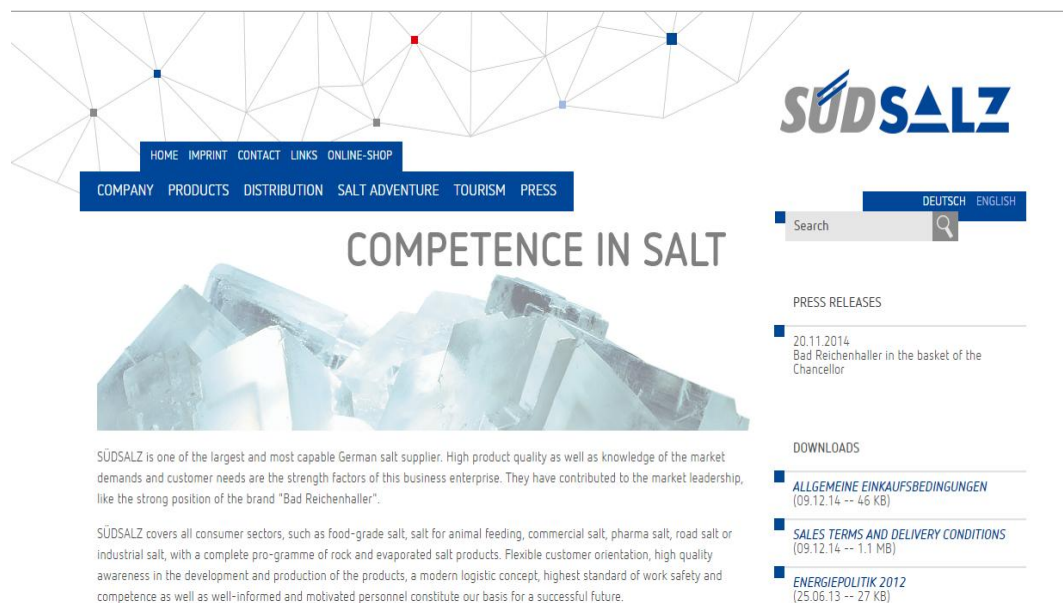 SÜDSALZ
HOME IMPRINT CONTACT LINKS ONLINE-SHOP
COMPANY PRODUCTS DISTRIBUTION SALT ADVENTURE TOURISM PRESS
DEUTSCH ENGLISH
Search
COMPETENCE IN SALT
SÜDSALZ is one of the largest and most capable German salt supplier. High product quality as well as knowledge of the market
demands and customer needs are the strength factors of this business enterprise. They have contributed to the market leadership,
like the strong position of the brand "Bad Reichenhaller".
SÜDSALZ covers all consumer sectors, such as food-grade salt, salt for animal feeding, commercial salt, pharma salt, road salt or
industrial salt, with a complete pro-gramme of rock and evaporated salt products. Flexible customer orientation, high quality
awareness in the development and production of the products, a modern logistic concept, highest standard of work safety and
competence as well as well-informed and motivated personnel constitute our basis for a successful future.
PRESS RELEASES
20.11.2014
Bad Reichenhaller in the basket of the
Chancellor
DOWNLOADS
ALLGEMEINE EINKAUFSBEDINGUNGEN
(09.12.14 -- 46 KB)
SALES TERMS AND DELIVERY CONDITIONS
(09.12.14 -- 1.1 MB)
ENERGIEPOLITIK 2012
(25.06.13 -- 27 KB)